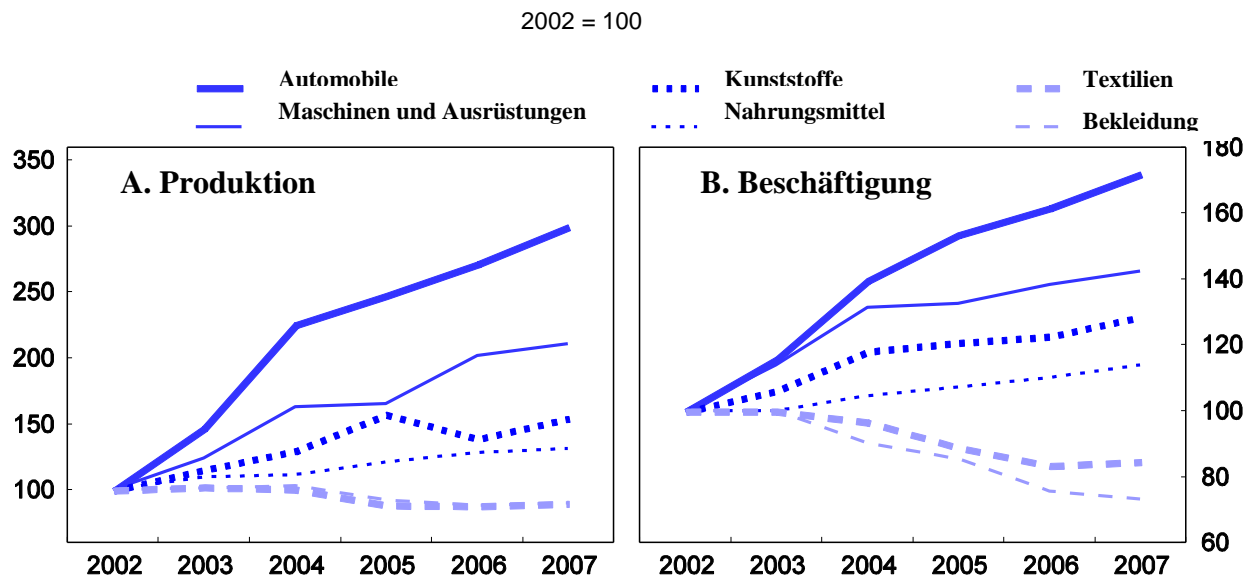 2002 = 100
Automobile
Kunststoffe
Textilien
Maschinen und Ausrüstungen
Nahrungsmittel
Bekleidung
A. Produktion
B. Beschäftigung
350
300
250
200
150
100
180
160
140
120
100
80
60
2002 2003 2004 2005 2006 2007
2002 2003 2004 2005 2006 2007